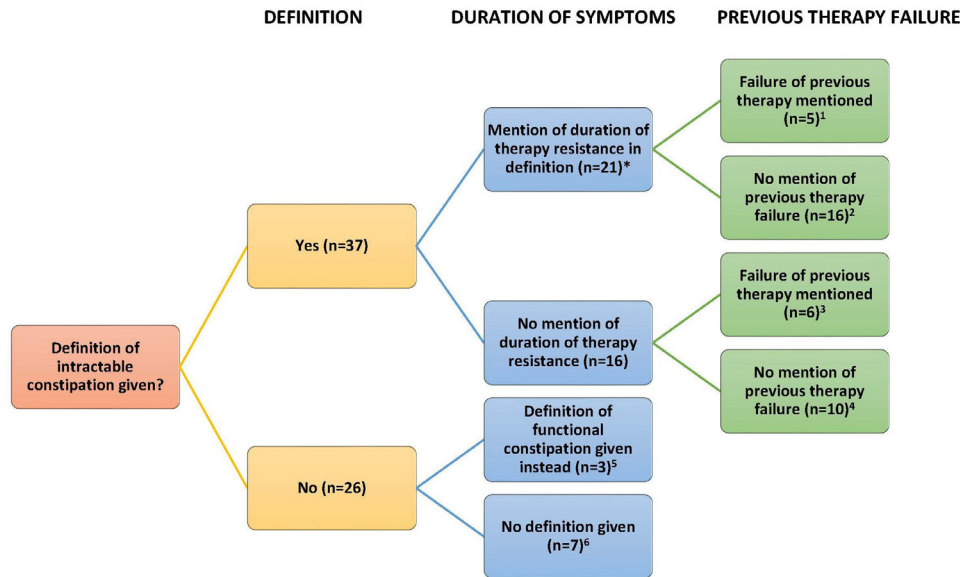 DEFINITION
DURATION OF SYMPTOMS
PREVIOUS THERAPY FAILURE
Definition of
intractable
constipation given?
Yes (n=37)
No (n=26)
Mention of duration of
therapy resistance in
definition (n=21)*
No mention of
duration of therapy
resistance (n=16)
Definition of
functional
constipation given
instead (n=3)⁵
No definition given
(n=7)⁶
Failure of previous
therapy mentioned
(n=5)¹
No mention of
previous therapy
failure (n=16)²
Failure of previous
therapy mentioned
(n=6)³
No mention of
previous therapy
failure (n=10)⁴